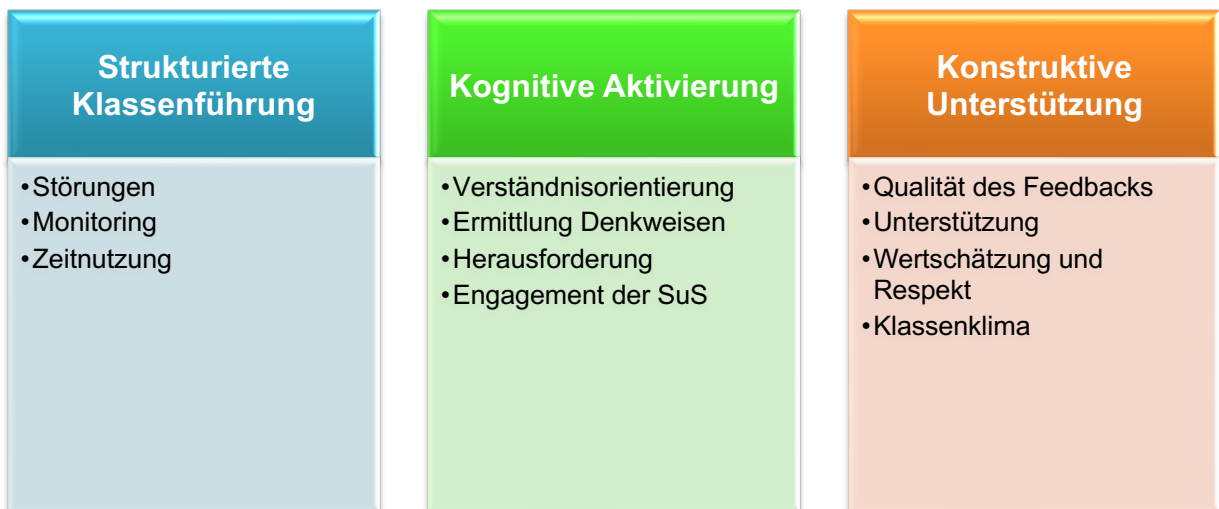 Strukturierte
Klassenführung
•Störungen
•Monitoring
•Zeitnutzung
Kognitive Aktivierung
•Verständnisorientierung
•Ermittlung Denkweisen
•Herausforderung
•Engagement der SuS
Konstruktive
Unterstützung
•Qualität des Feedbacks
•Unterstützung
•Wertschätzung und
Respekt
•Klassenklima